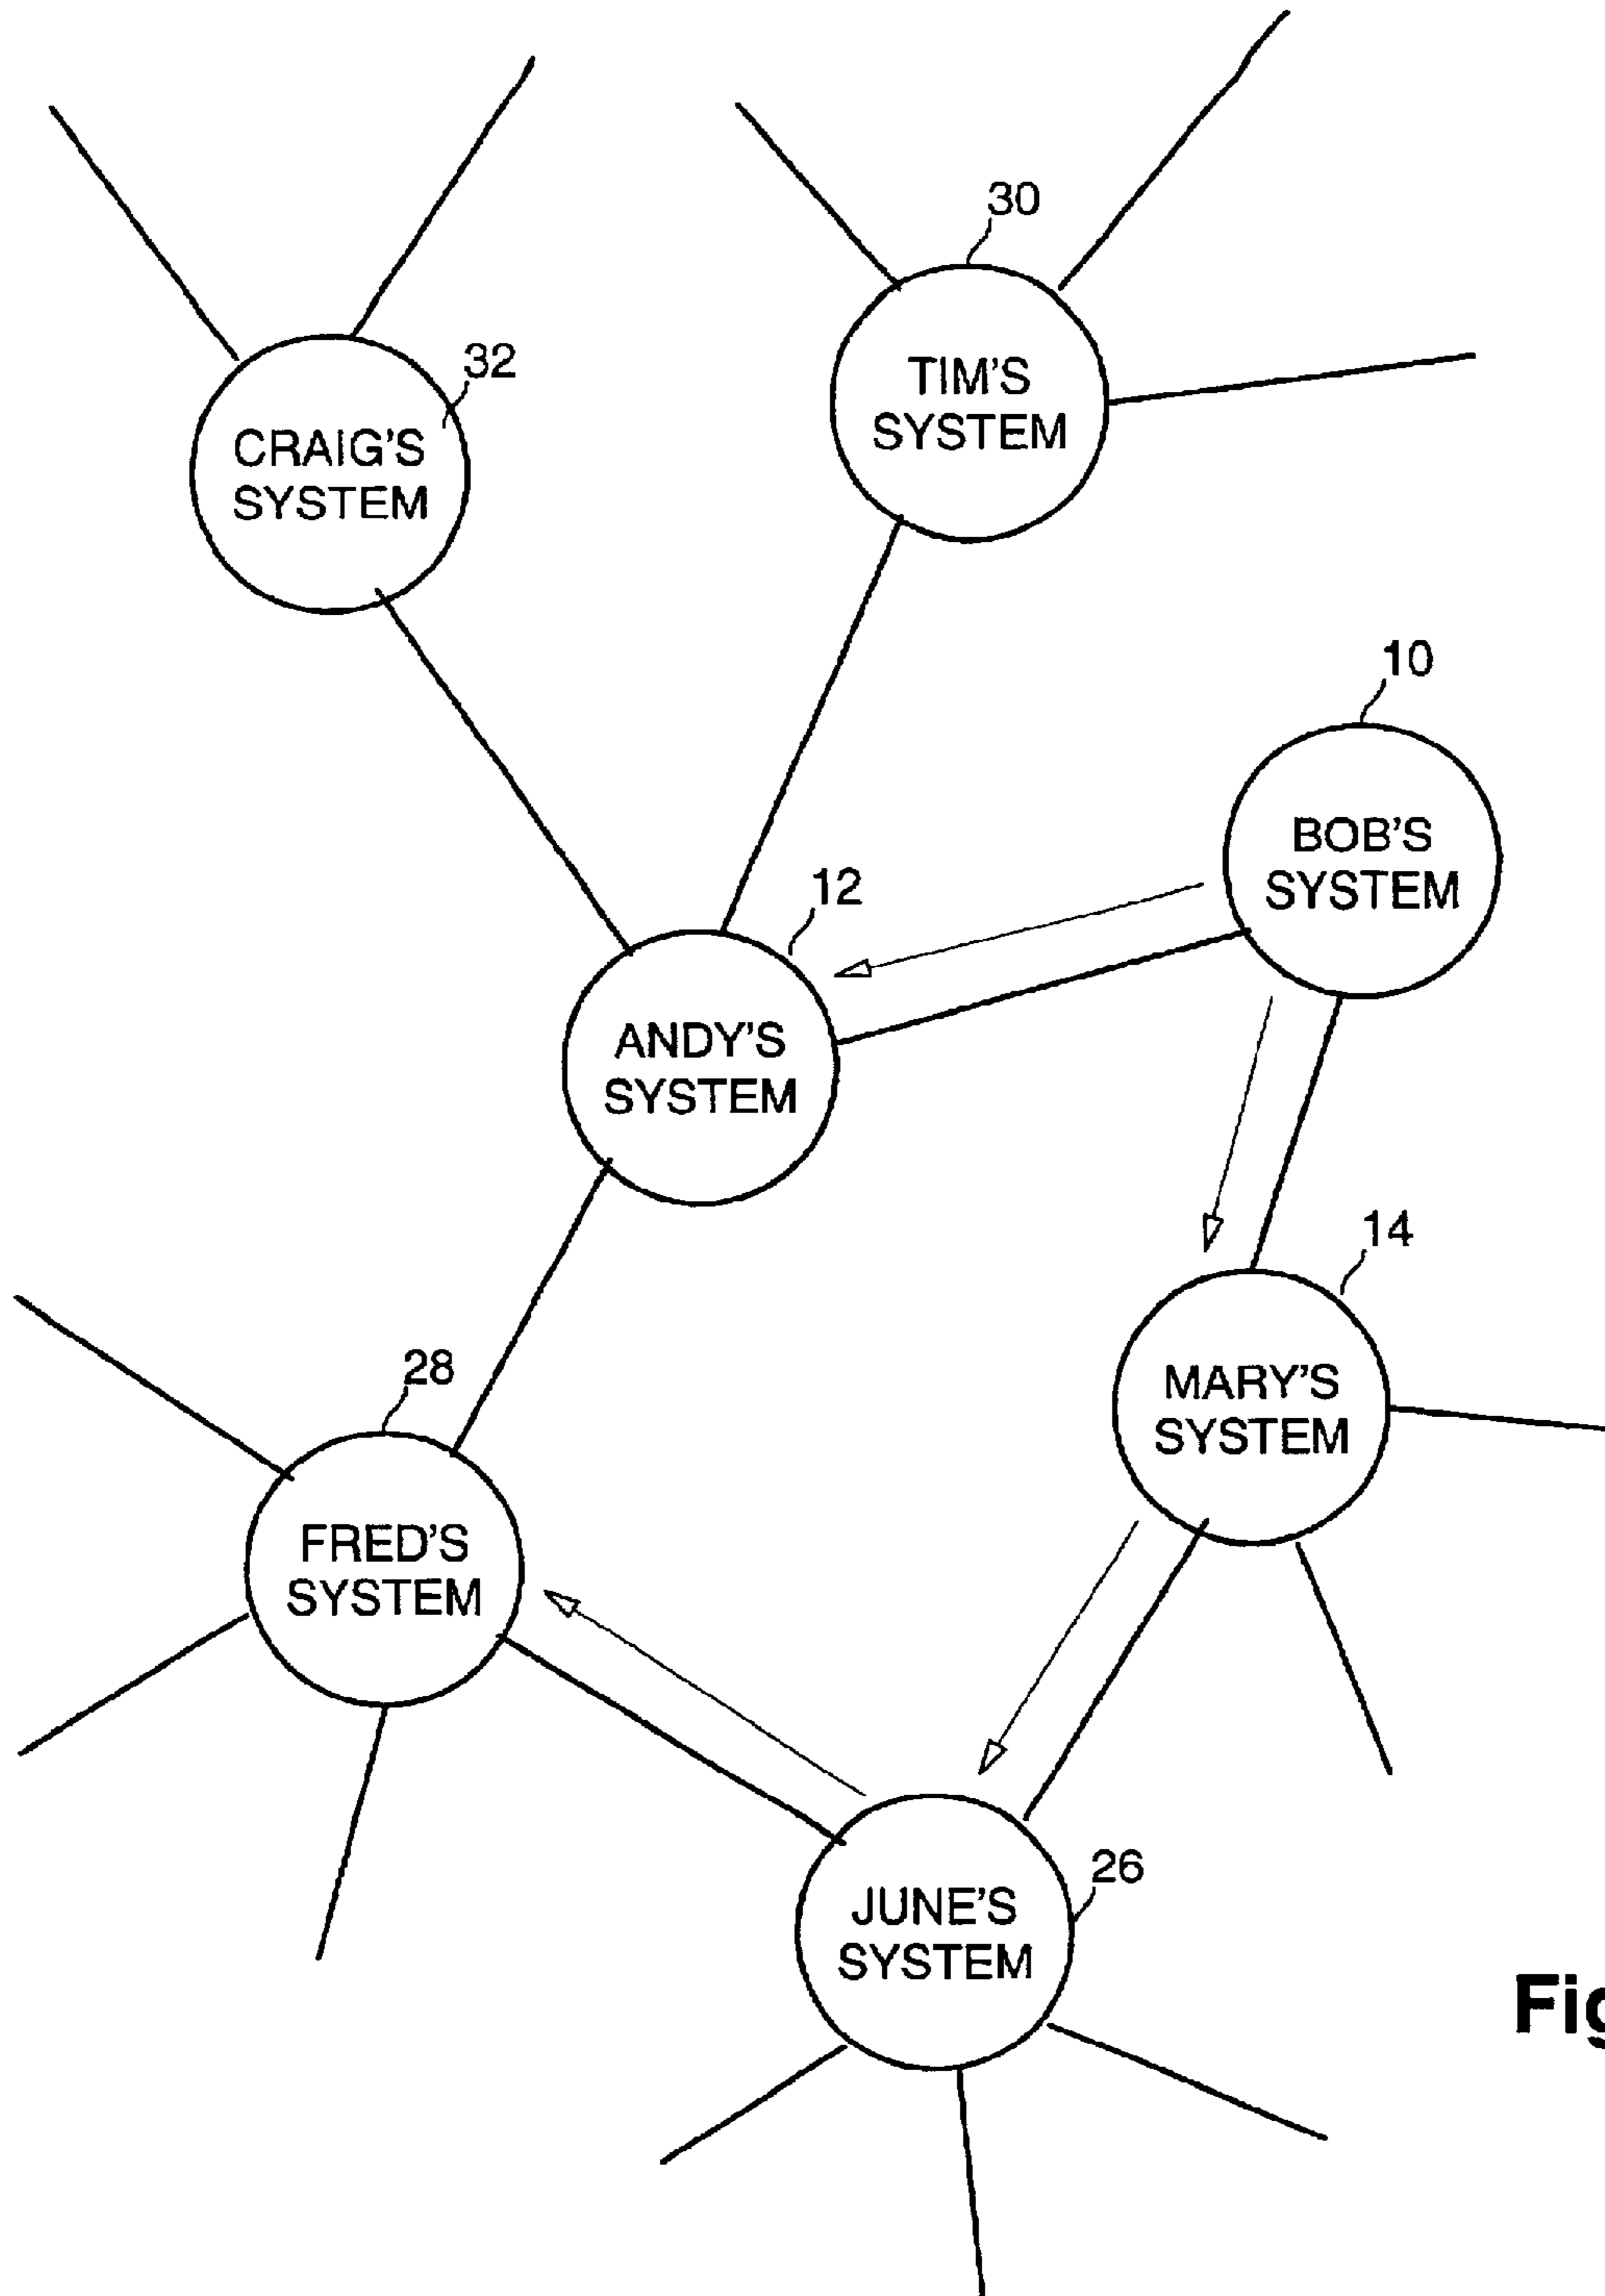 30
32
TIM'S
SYSTEM
CRAIG'S
SYSTEM
10
BOB'S
SYSTEM
12
ANDY'S
SYSTEM
14
MARY'S
SYSTEM
28
FRED'S
SYSTEM
26
JUNE'S
SYSTEM